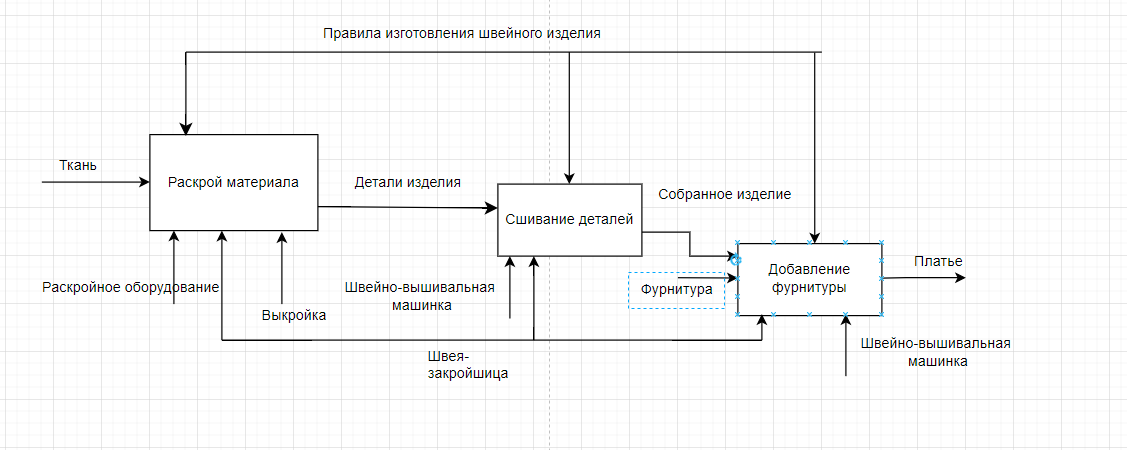 Правила изготовления швейного изделия
Ткань
Раскрой материала
Детали изделия
Сшивание деталей
Собранное изделие
Добавление
фурнитуры
Платье
Фурнитура
Раскройное оборудование
Выкройка
Швейно-вышивальная
машинка
Швея-
закройщица
Швейно-вышивальная
машинка